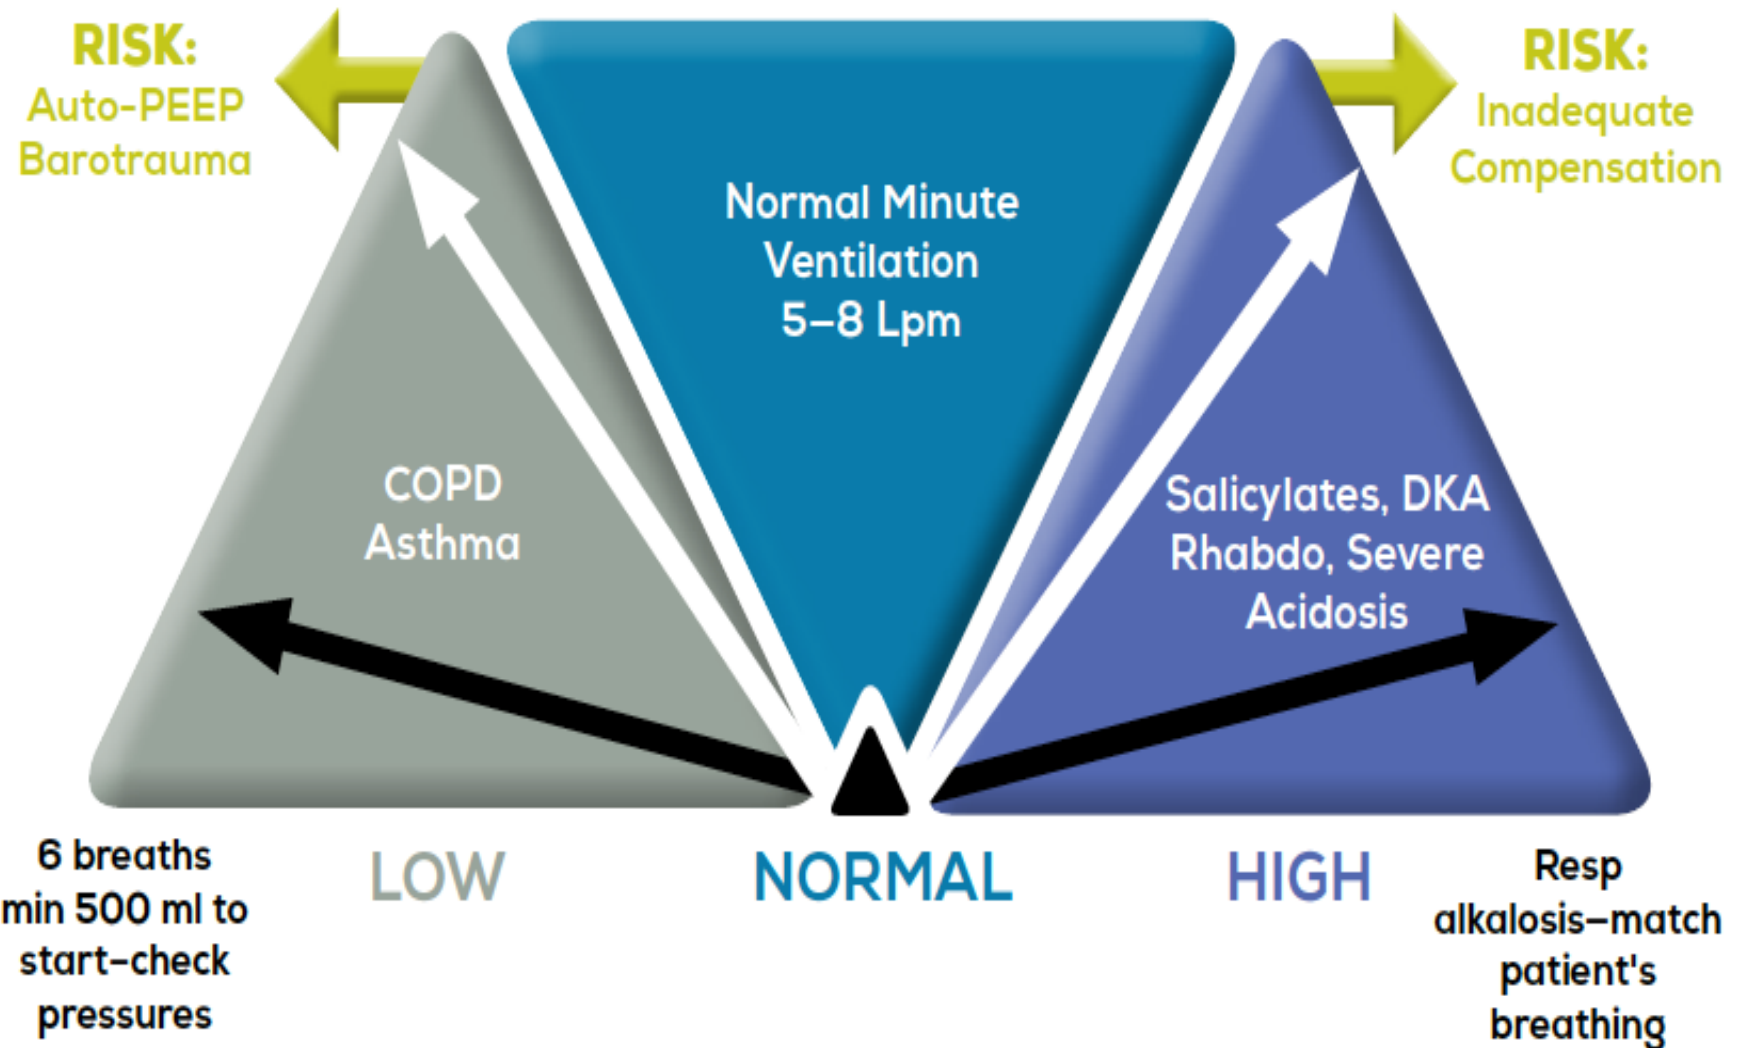 RISK:
Auto-PEEP
Barotrauma
Normal Minute
Ventilation
5–8 Lpm
RISK:
Inadequate
Compensation
COPD
Asthma
Salicylates, DKA
Rhabdo, Severe
Acidosis
6 breaths
min 500 ml to
start–check
pressures
LOW
NORMAL
HIGH
Resp
alkalosis–match
patient's
breathing